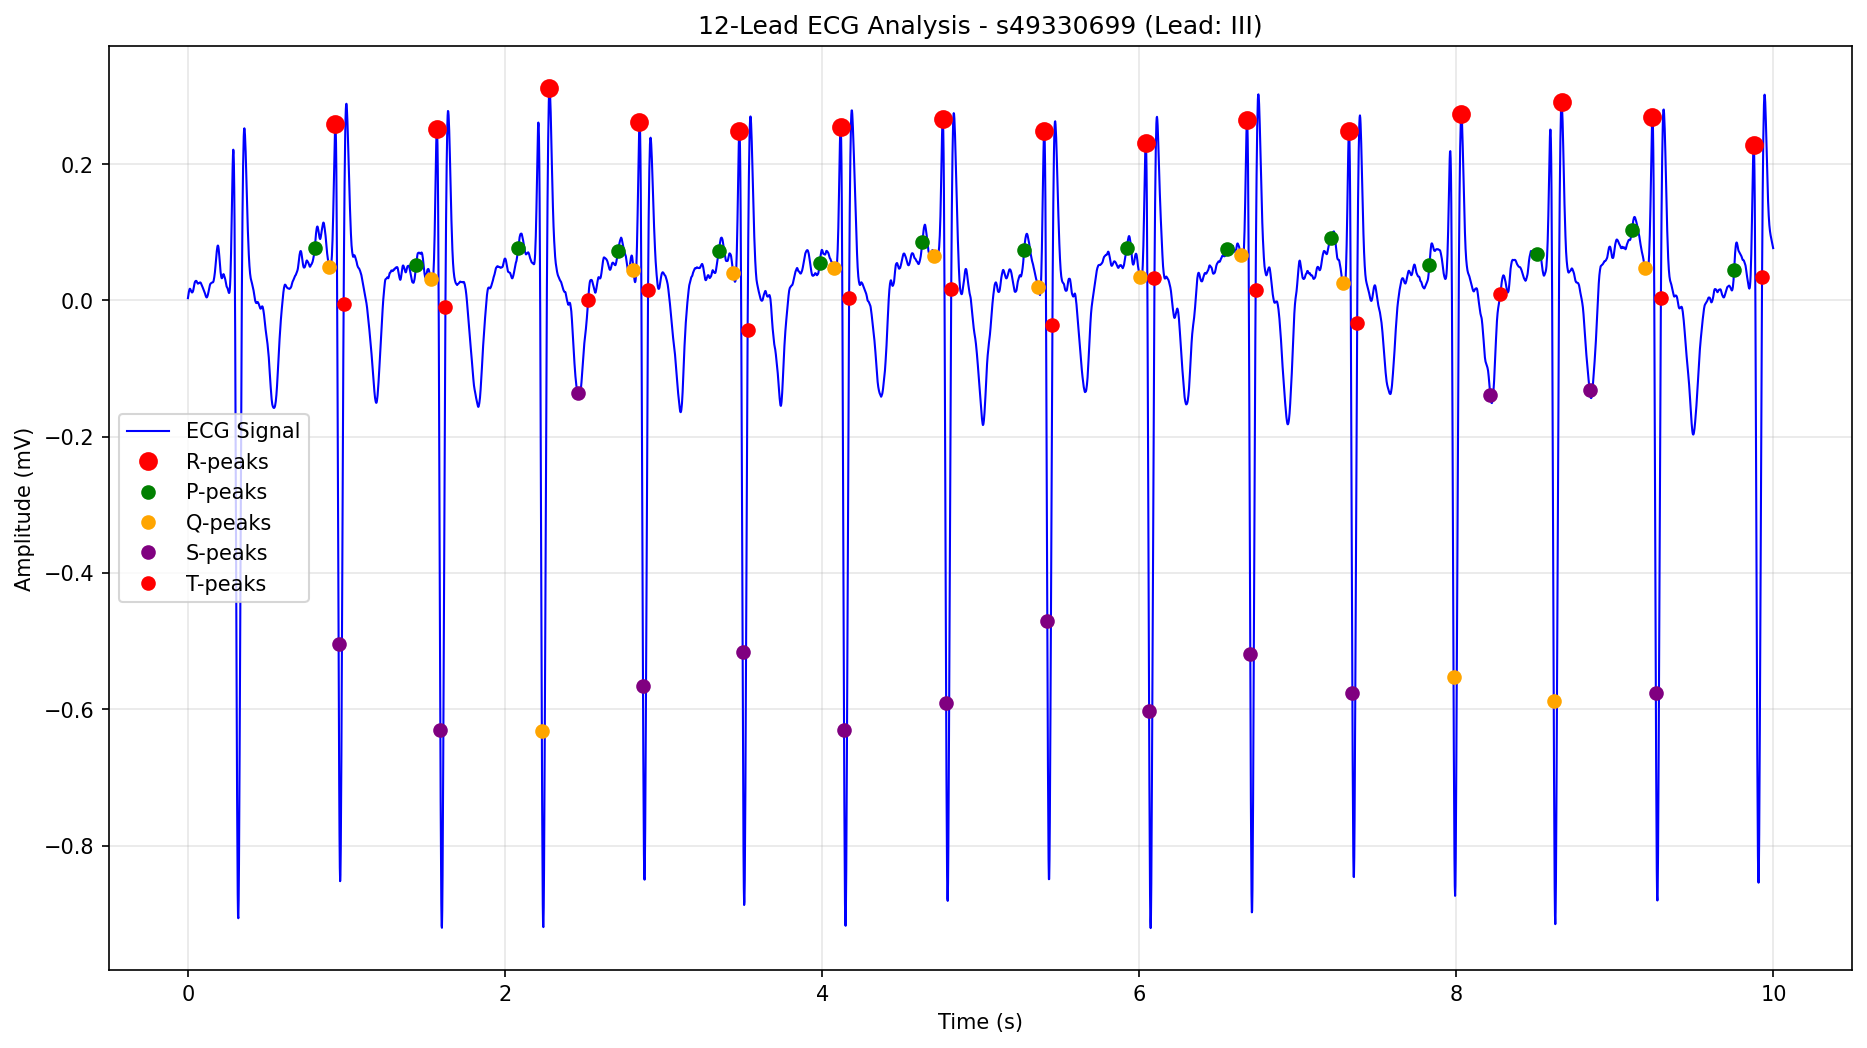 12-Lead ECG Analysis - s49330699 (Lead: III)
Amplitude (mV)
0.2
0.0
−0.2
−0.4
−0.6
−0.8
ECG Signal
R-peaks
P-peaks
Q-peaks
S-peaks
T-peaks
0 2 4 6 8 10
Time (s)